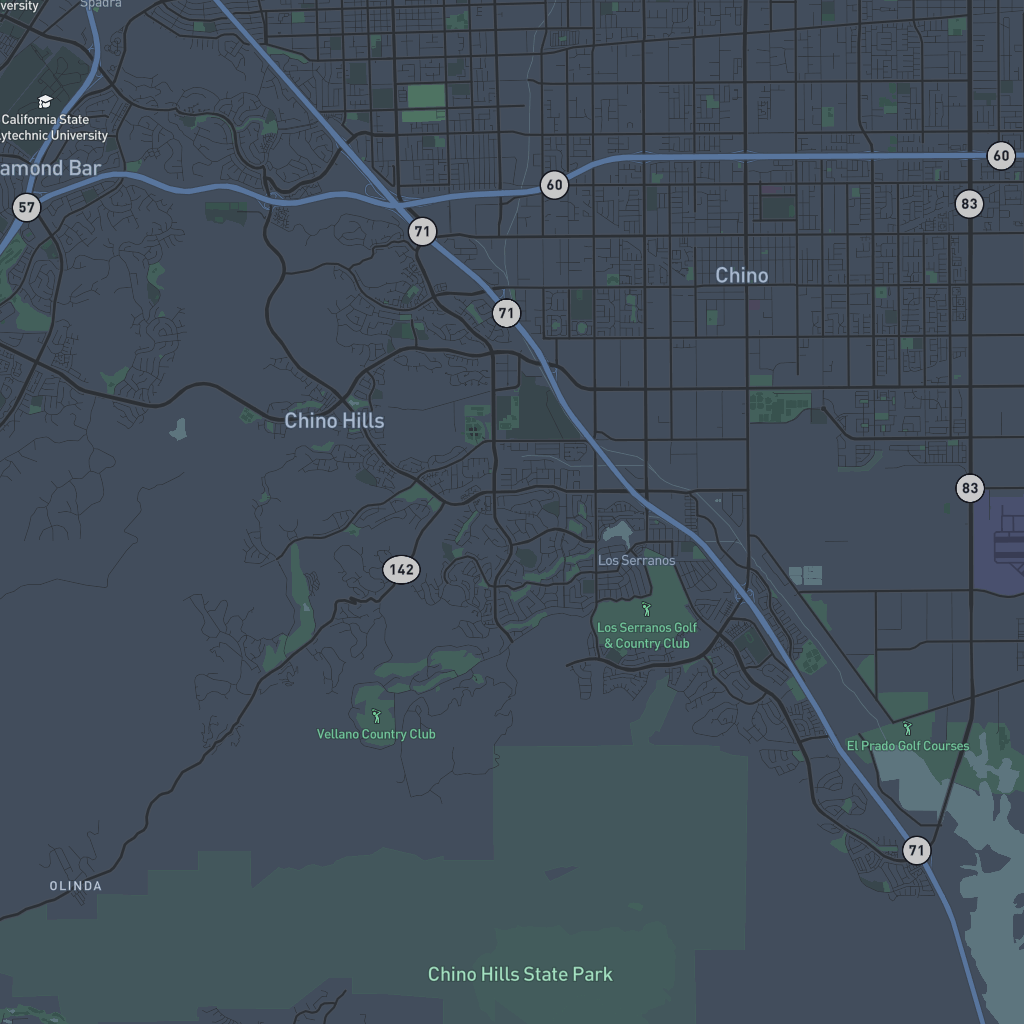 versity
Spadra
California State
lytechnic University
amond Bar
60
60
57
83
71
Chino
71
Chino Hills
83
Los Serranos
142
Los Serranos Golf
& Country Club
Vellano Country Club
El Prado Golf Courses
71
OLINDA
Chino Hills State Park